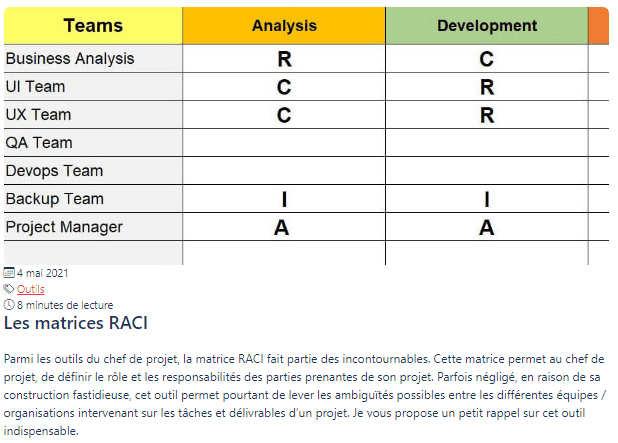 Teams Analysis Development
Business Analysis R C
UI Team C R
UX Team C R
QA Team
Devops Team
Backup Team I I
Project Manager A A
4 mai 2021
Outils
8 minutes de lecture
Les matrices RACI
Parmi les outils du chef de projet, la matrice RACI fait partie des incontournables. Cette matrice permet au chef de
projet, de définir le rôle et les responsabilités des parties prenantes de son projet. Parfois négligé, en raison de sa
construction fastidieuse, cet outil permet pourtant de lever les ambiguïtés possibles entre les différentes équipes /
organisations intervenant sur les tâches et délivrables d’un projet. Je vous propose un petit rappel sur cet outil
indispensable.